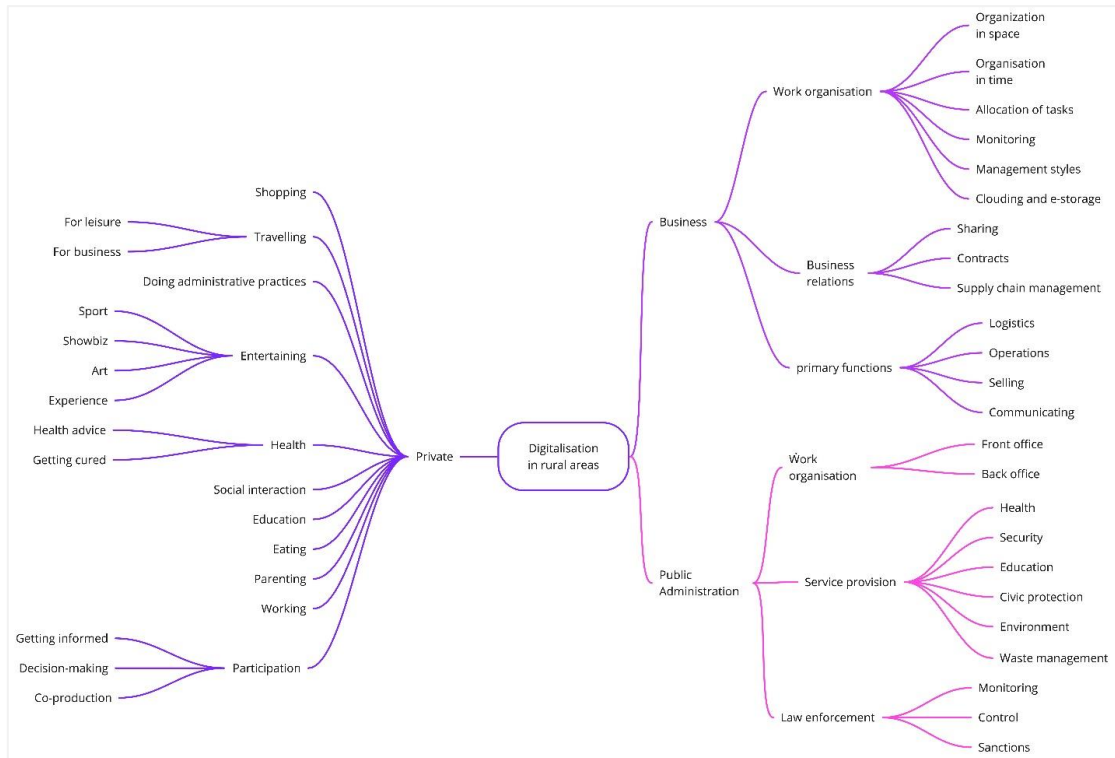 Digitalisation
in rural areas
Private
Shopping
Travelling
For leisure
For business
Doing administrative practices
Entertaining
Sport
Showbiz
Art
Experience
Health
Health advice
Getting cured
Social interaction
Education
Eating
Parenting
Working
Participation
Getting informed
Decision-making
Co-production
Business
Work organisation
Organization
in space
Organisation
in time
Allocation of tasks
Monitoring
Management styles
Clouding and e-storage
Business
relations
Sharing
Contracts
Supply chain management
primary functions
Logistics
Operations
Selling
Communicating
Public
Administration
Work
organisation
Front office
Back office
Service provision
Health
Security
Education
Civic protection
Environment
Waste management
Law enforcement
Monitoring
Control
Sanctions